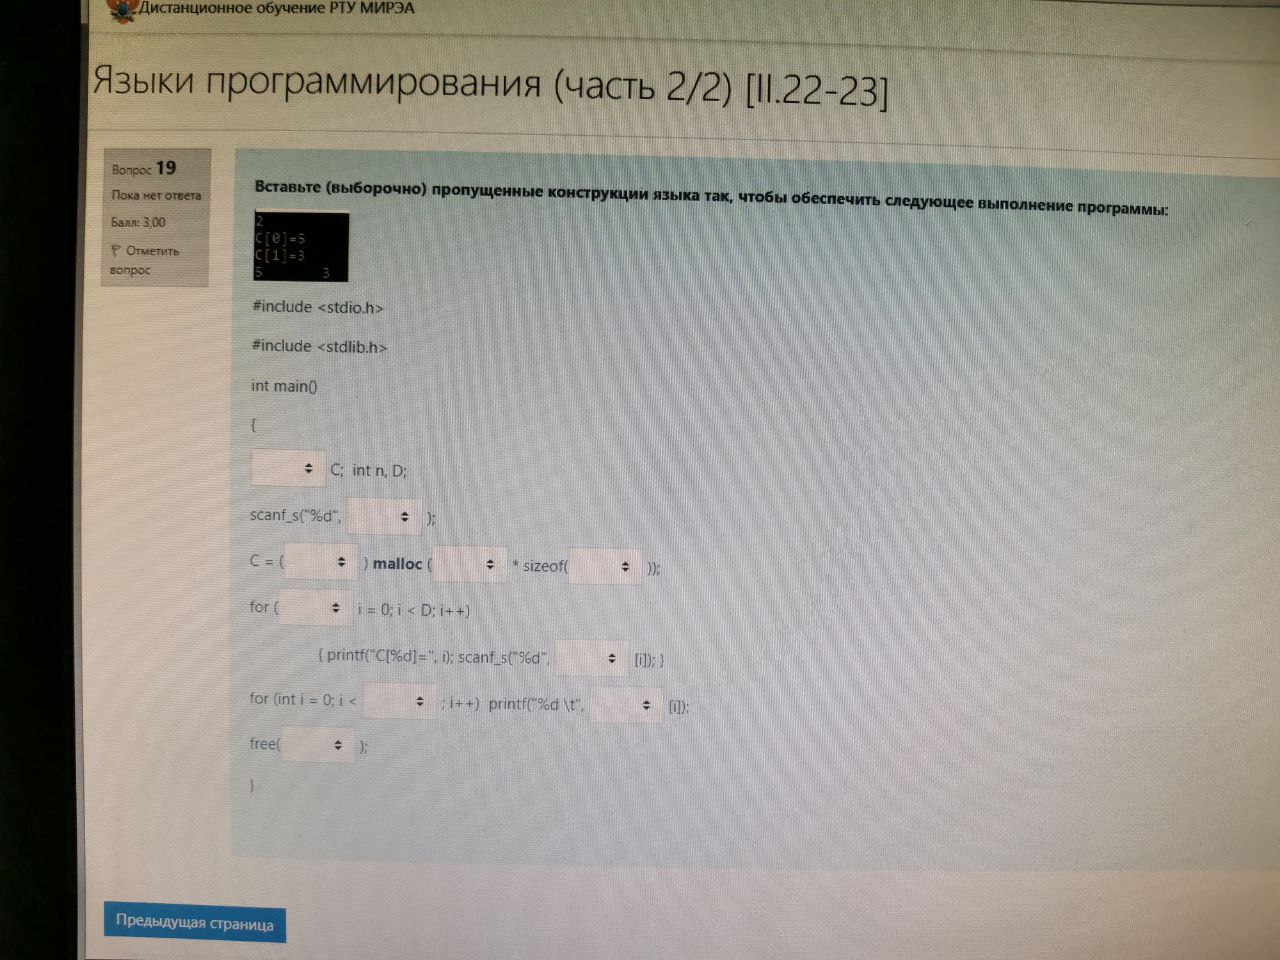 Дистанционное обучение РТУ МИРЭА
Языки программирования (часть 2/2) [II.22-23]
Вопрос 19
Пока нет ответа
Балл: 3,00
Отметить
вопрос
Вставьте (выборочно) пропущенные конструкции языка так, чтобы обеспечить следующее выполнение программы:
2
C[0]=5
C[1]=3
5 3
#include <stdio.h>
#include <stdlib.h>
int main()
{
C; int n, D;
scanf_s("%d", );
C = ( ) malloc ( * sizeof( ));
for ( i = 0; i < D; i++)
{ printf("C[%d]=", i); scanf_s("%d", [i]); }
for (int i = 0; i < ; i++) printf("%d \t", [i]);
free( );
}
Предыдущая страница